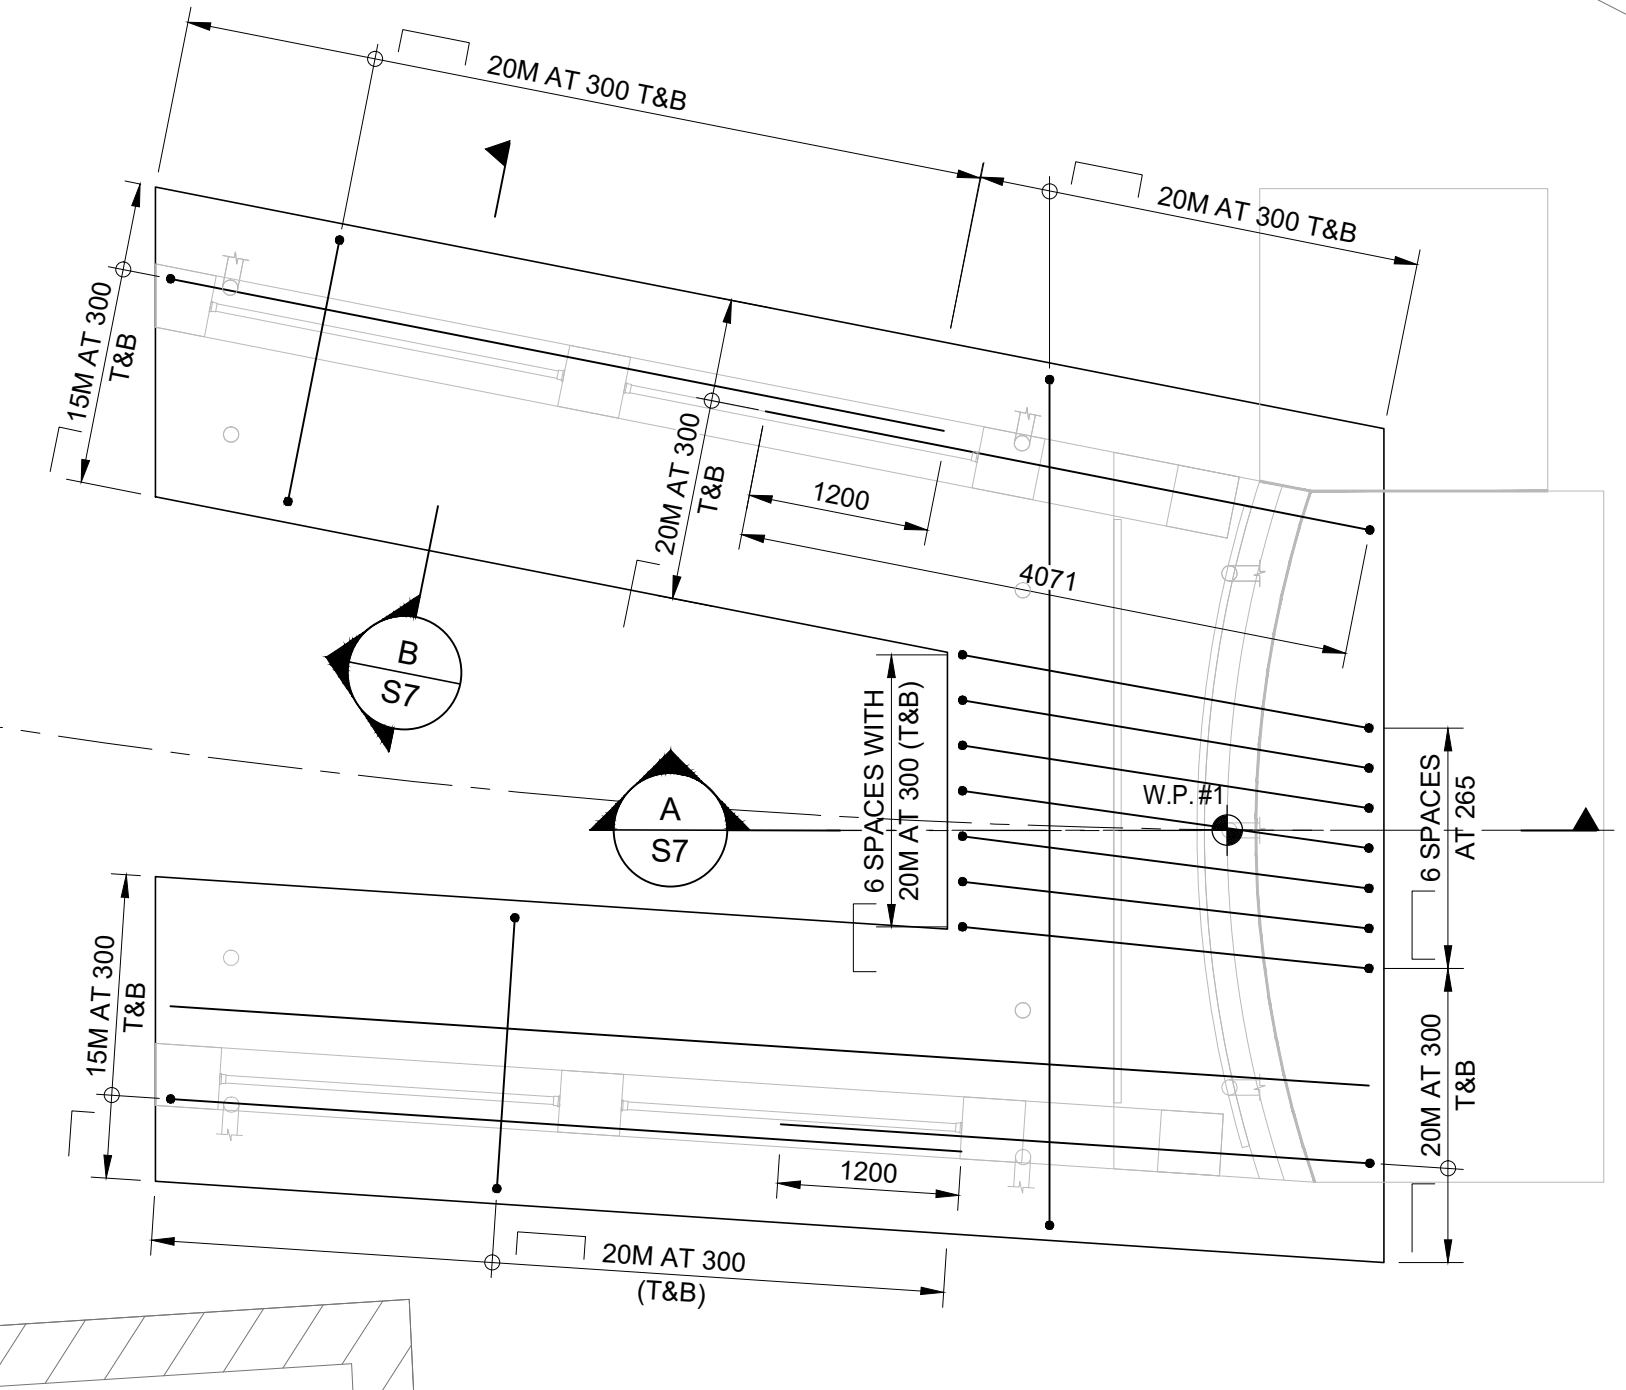 20M AT 300 T&B
20M AT 300 T&B
15M AT 300
T&B
20M AT 300
T&B
1200
4071
B
S7
6 SPACES WITH
20M AT 300 (T&B)
A
S7
W.P. #1
6 SPACES
AT 265
15M AT 300
T&B
20M AT 300
T&B
1200
20M AT 300
(T&B)